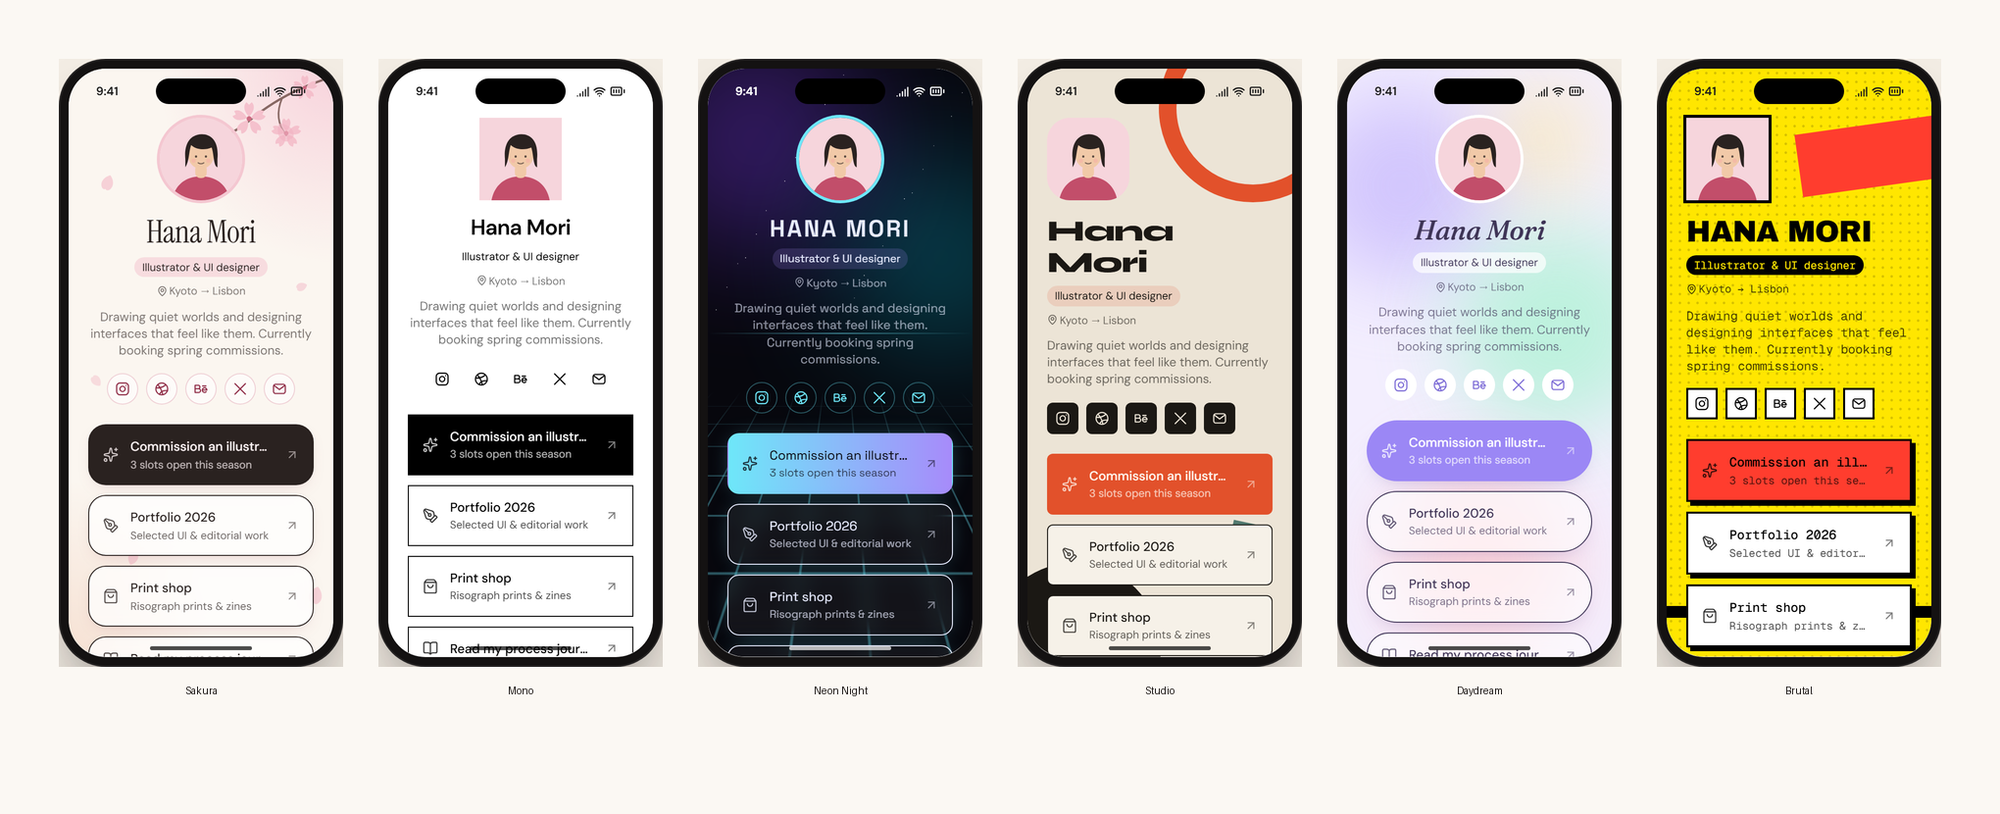 9:41
Hana Mori
Illustrator & UI designer
Kyoto → Lisbon
Drawing quiet worlds and designing
interfaces that feel like them. Currently
booking spring commissions.
Bē
Commission an illustr...
3 slots open this season
Portfolio 2026
Selected UI & editorial work
Print shop
Risograph prints & zines
Sakura
9:41
Hana Mori
Illustrator & UI designer
Kyoto → Lisbon
Drawing quiet worlds and designing
interfaces that feel like them. Currently
booking spring commissions.
Bē
Commission an illustr...
3 slots open this season
Portfolio 2026
Selected UI & editorial work
Print shop
Risograph prints & zines
Read my process jour...
Mono
9:41
HANA MORI
Illustrator & UI designer
Kyoto → Lisbon
Drawing quiet worlds and designing
interfaces that feel like them.
Currently booking spring
commissions.
Bē
Commission an illustr...
3 slots open this season
Portfolio 2026
Selected UI & editorial work
Print shop
Risograph prints & zines
Neon Night
9:41
Hana
Mori
Illustrator & UI designer
Kyoto → Lisbon
Drawing quiet worlds and designing
interfaces that feel like them. Currently
booking spring commissions.
Bē
Commission an illustr...
3 slots open this season
Portfolio 2026
Selected UI & editorial work
Print shop
Risograph prints & zines
Studio
9:41
Hana Mori
Illustrator & UI designer
Kyoto → Lisbon
Drawing quiet worlds and designing
interfaces that feel like them. Currently
booking spring commissions.
Bē
Commission an illustr...
3 slots open this season
Portfolio 2026
Selected UI & editorial work
Print shop
Risograph prints & zines
Read my process jour...
Daydream
9:41
HANA MORI
Illustrator & UI designer
Kyoto → Lisbon
Drawing quiet worlds and
designing interfaces that feel
like them. Currently booking
spring commissions.
Bē
Commission an ill...
3 slots open this se...
Portfolio 2026
Selected UI & editor...
Print shop
Risograph prints & z...
Brutal